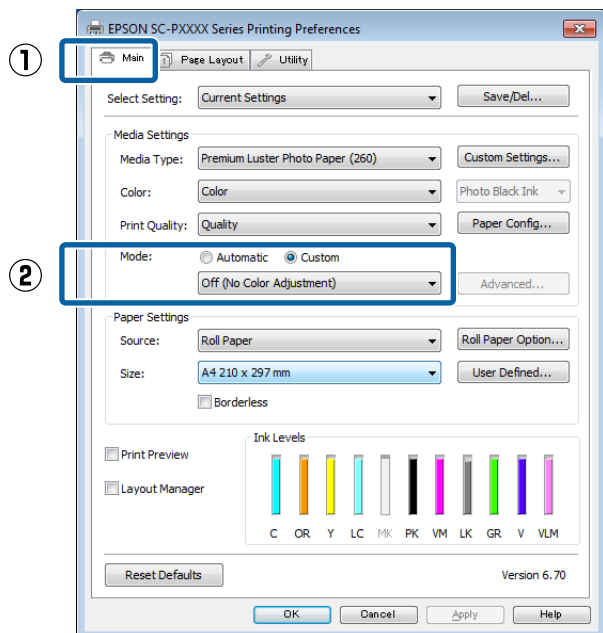 EPSON SC-PXXXX Series Printing Preferences
①
Main
Page Layout
Utility
Select Setting: Current Settings Save/Del...
Media Settings
Media Type: Premium Luster Photo Paper (260) Custom Settings...
Color: Color Photo Black Ink
Print Quality: Quality Paper Config...
②
Mode: Automatic Custom
Off (No Color Adjustment) Advanced...
Paper Settings
Source: Roll Paper Roll Paper Option...
Size: A4 210 x 297 mm User Defined...
Borderless
Ink Levels
Print Preview
Layout Manager
C OR Y LC MK PK VM LK GR V VLM
Reset Defaults Version 6.70
OK Cancel Apply Help